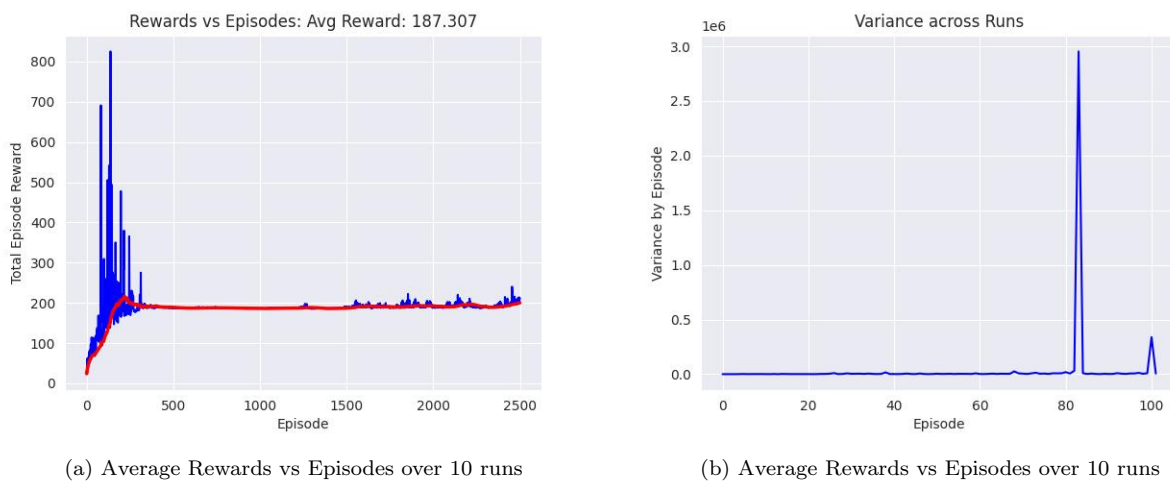 Rewards vs Episodes: Avg Reward: 187.307
800
700
600
500
400
300
200
100
0
Total Episode Reward
0 500 1000 1500 2000 2500
Episode
(a) Average Rewards vs Episodes over 10 runs
Variance across Runs
1e6
3.0
2.5
2.0
1.5
1.0
0.5
0.0
Variance by Episode
0 20 40 60 80 100
Episode
(b) Average Rewards vs Episodes over 10 runs